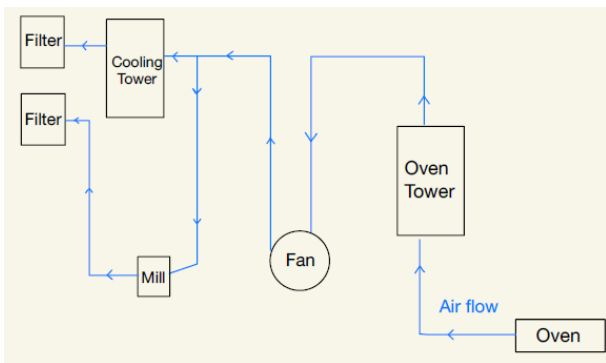 Filter
Cooling
Tower
Filter
Oven
Tower
Fan
Mill
Air flow
Oven